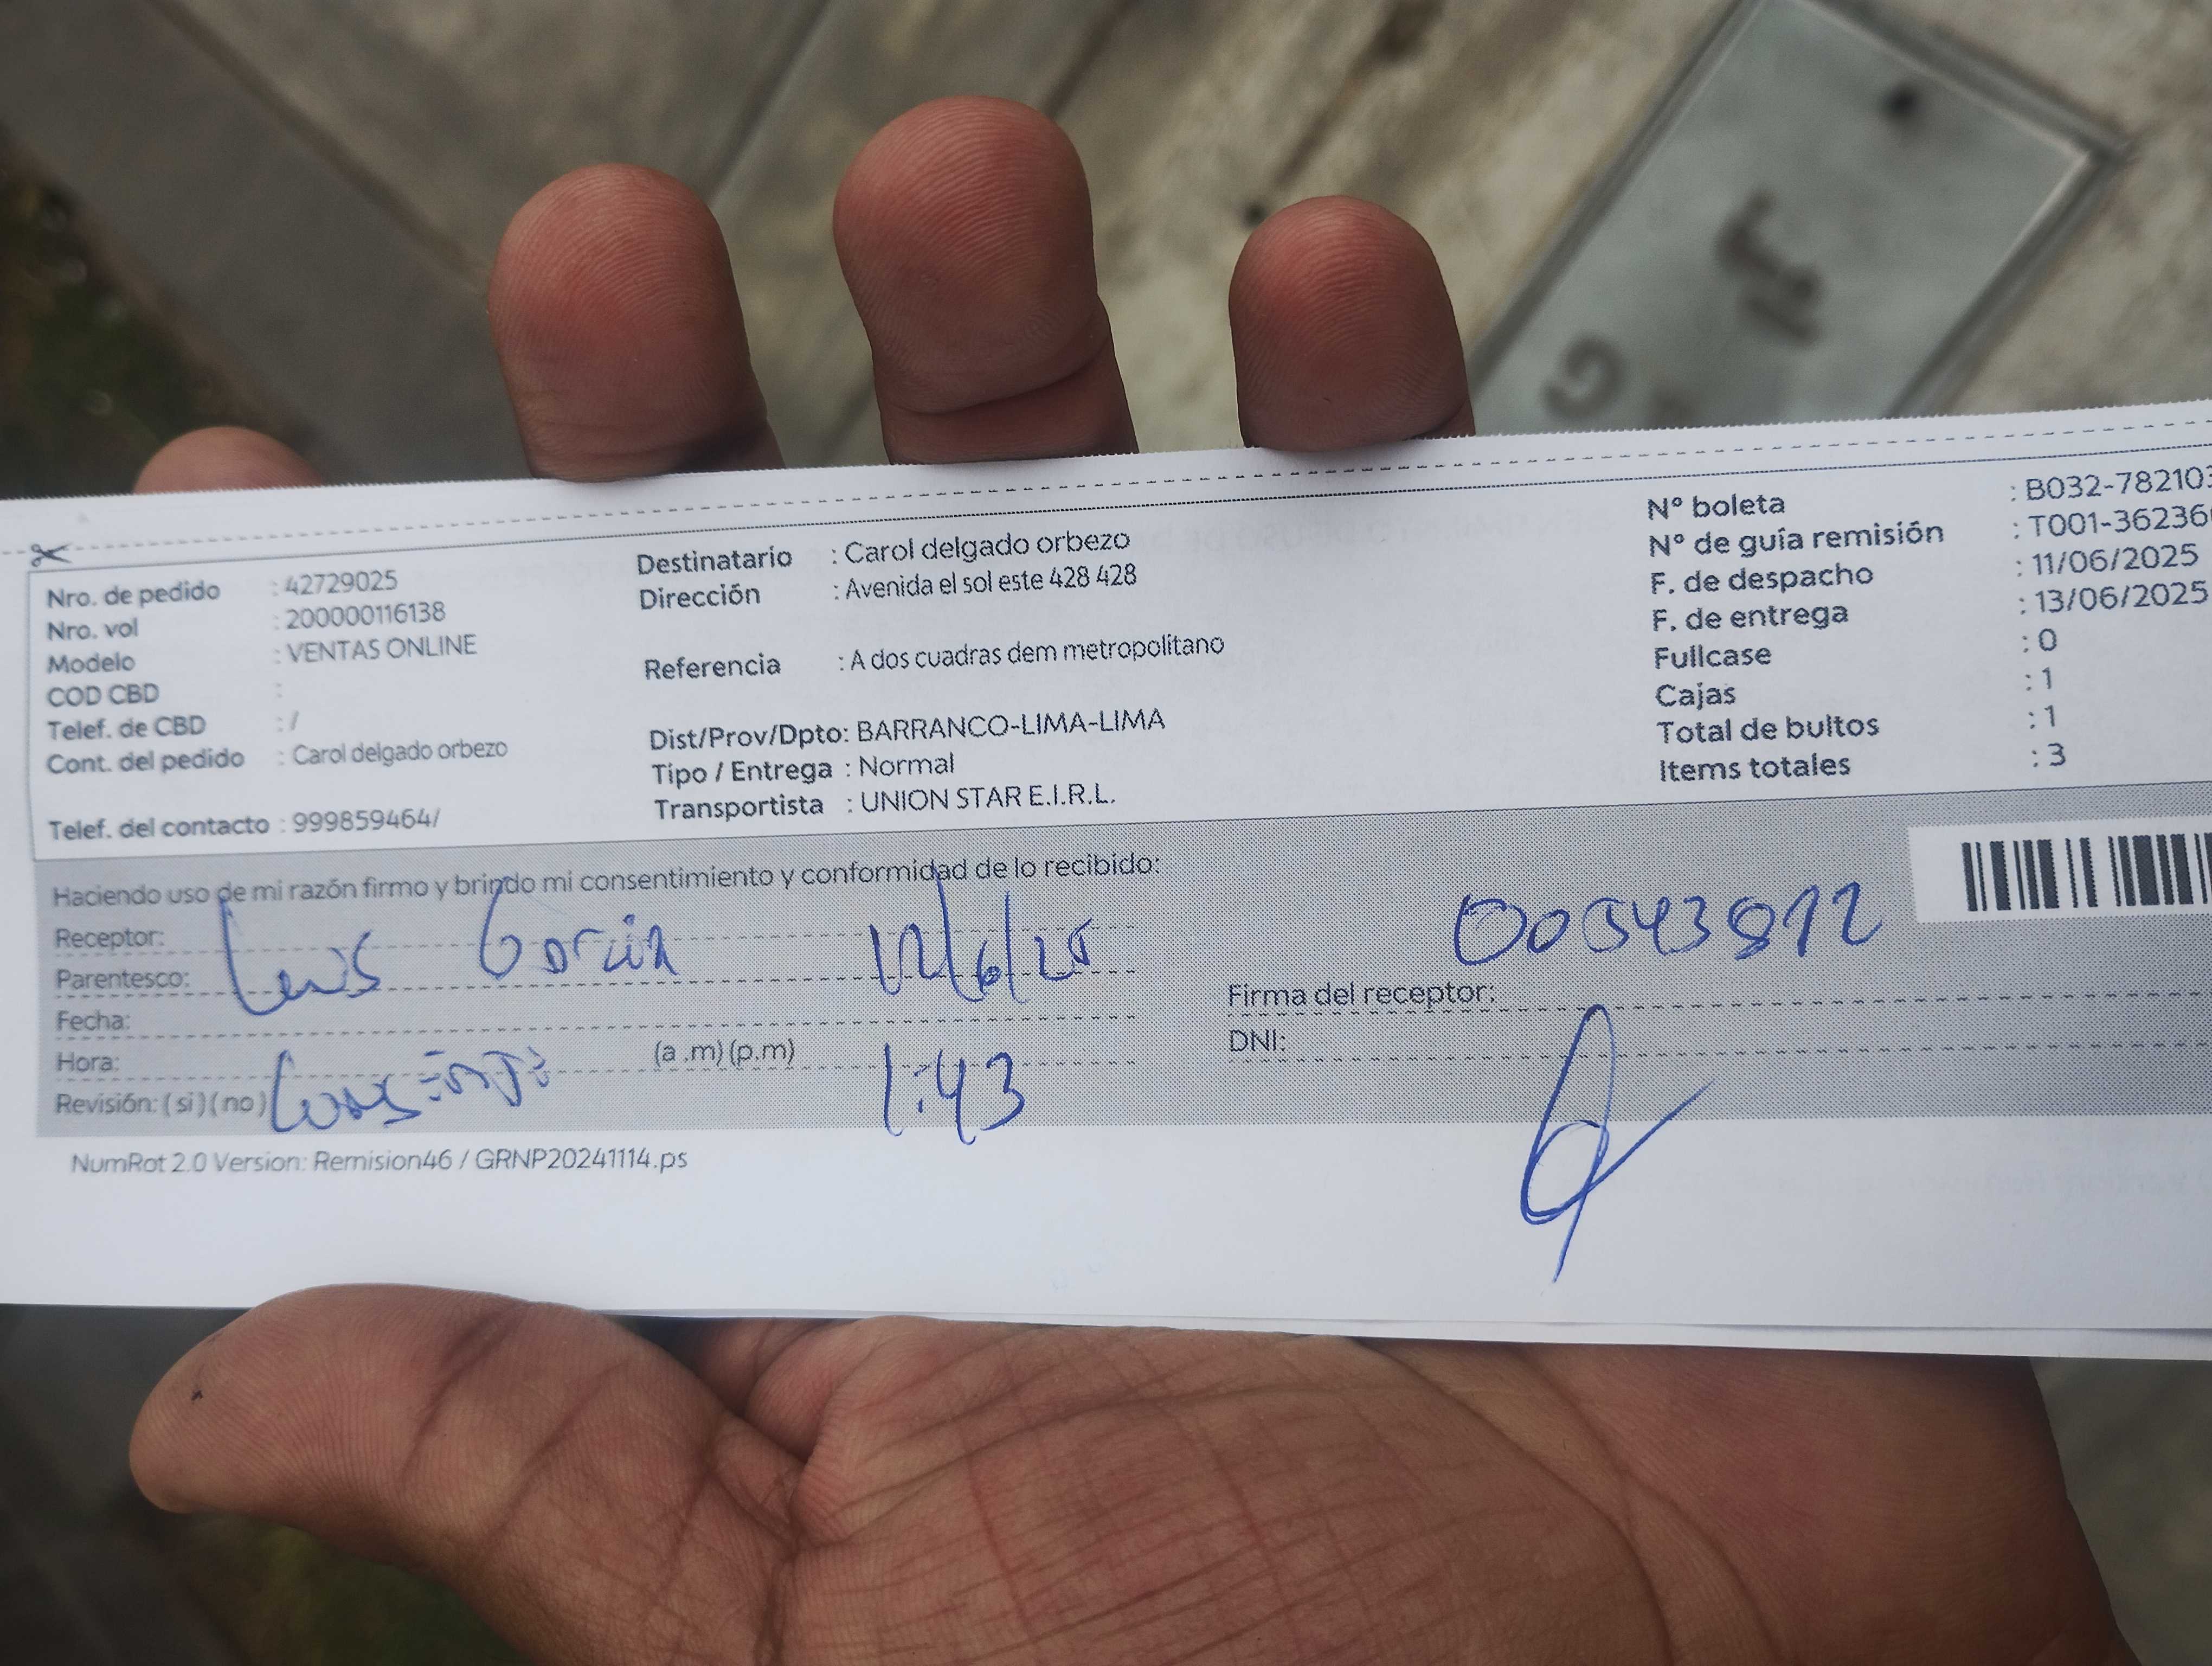 Nro. de pedido : 42729025
Nro. vol : 200000116138
Modelo : VENTAS ONLINE
COD CBD :
Telef. de CBD : /
Cont. del pedido : Carol delgado orbezo
Telef. del contacto : 999859464/
Destinatario : Carol delgado orbezo
Dirección : Avenida el sol este 428 428
Referencia : A dos cuadras dem metropolitano
Dist/Prov/Dpto: BARRANCO-LIMA-LIMA
Tipo / Entrega : Normal
Transportista : UNION STAR E.I.R.L.
Nº boleta : B032-782103
Nº de guía remisión : T001-36236
F. de despacho : 11/06/2025
F. de entrega : 13/06/2025
Fullcase : 0
Cajas : 1
Total de bultos : 1
Items totales : 3
Haciendo uso de mi razón firmo y brindo mi consentimiento y conformidad de lo recibido:
Receptor:
Parentesco:
Luis Garcia 12/6/25
Fecha:
Hora: (a .m) (p.m) 1:43
Revisión: ( si ) ( no )
00543812
Firma del receptor:
DNI:
NumRot 2.0 Version: Remision46 / GRNP20241114.ps